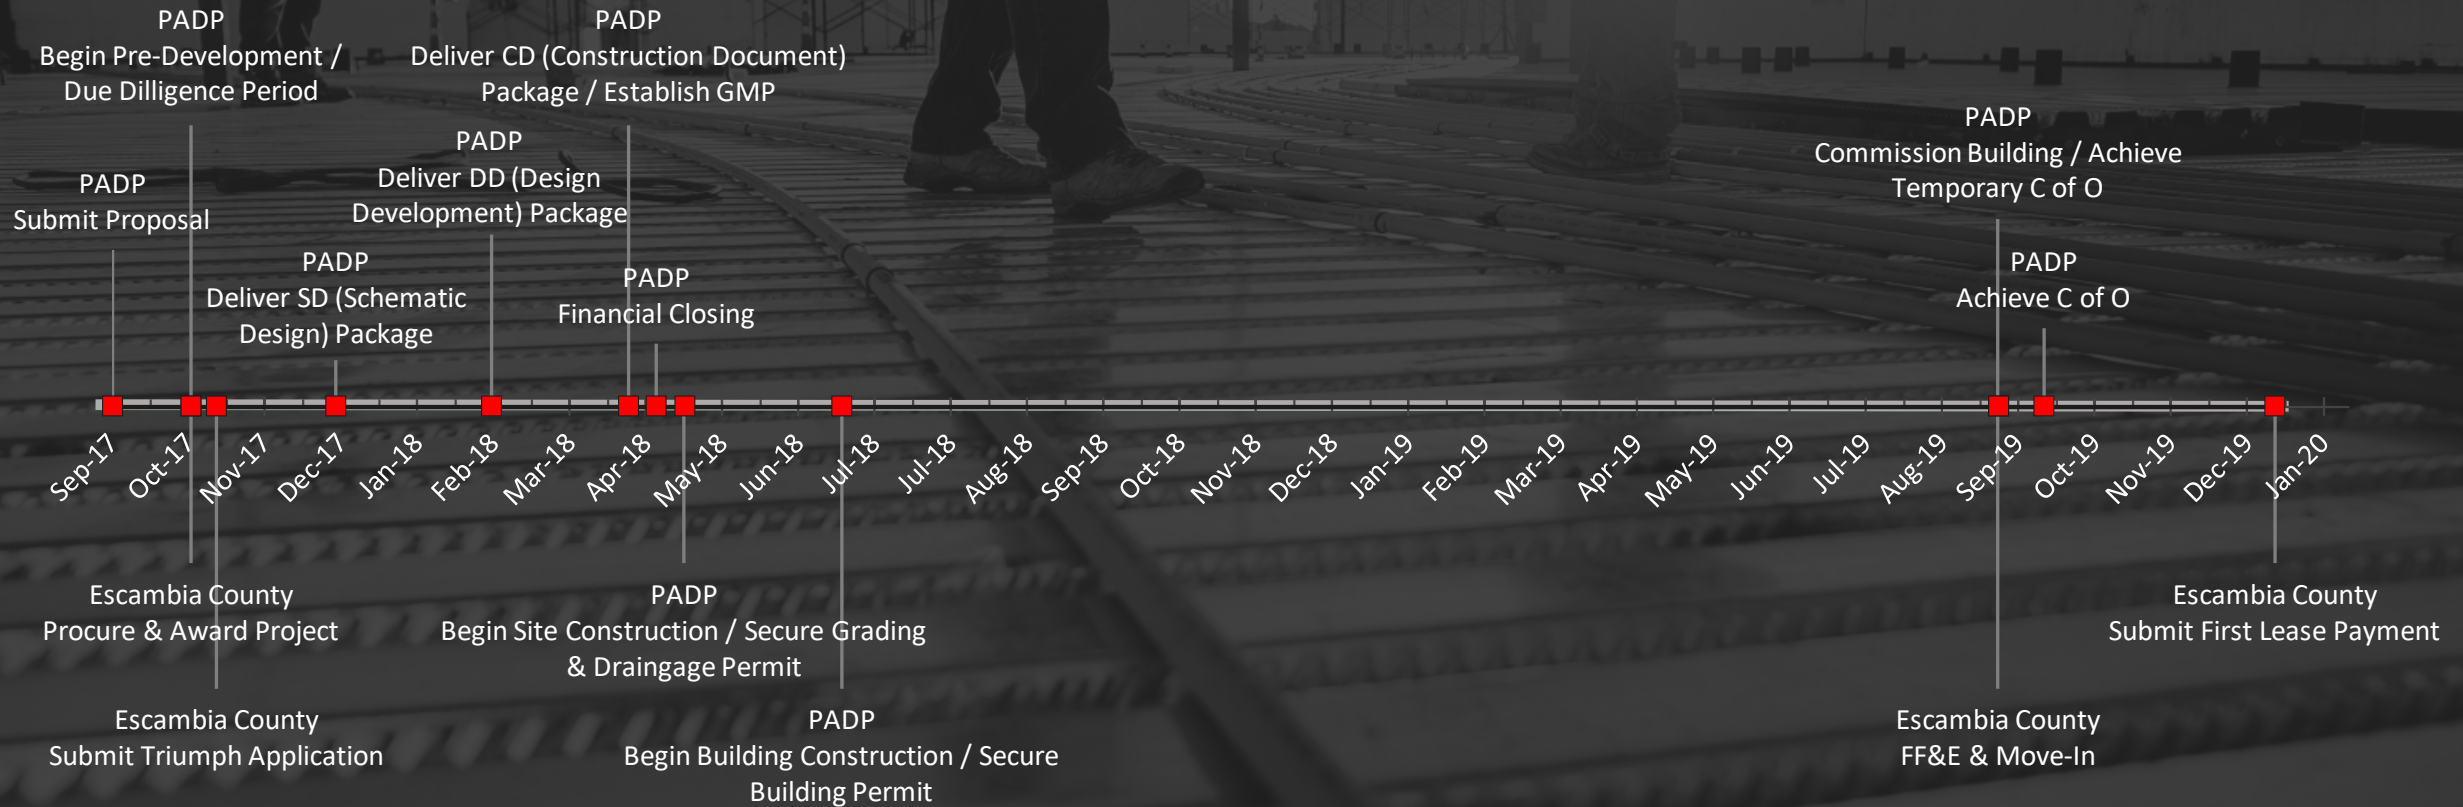 PADP
Begin Pre-Development /
Due Dilligence Period
PADP
Deliver CD (Construction Document)
Package / Establish GMP
PADP
Submit Proposal
PADP
Deliver DD (Design
Development) Package
PADP
Deliver SD (Schematic
Design) Package
PADP
Financial Closing
PADP
Commission Building / Achieve
Temporary C of O
PADP
Achieve C of O
Sep-17
Oct-17
Nov-17
Dec-17
Jan-18
Feb-18
Mar-18
Apr-18
May-18
Jun-18
Jul-18
Jul-18
Aug-18
Sep-18
Oct-18
Nov-18
Dec-18
Jan-19
Feb-19
Mar-19
Apr-19
May-19
Jun-19
Jul-19
Aug-19
Sep-19
Oct-19
Nov-19
Dec-19
Jan-20
Escambia County
Procure & Award Project
Escambia County
Submit Triumph Application
PADP
Begin Site Construction / Secure Grading
& Draingage Permit
PADP
Begin Building Construction / Secure
Building Permit
Escambia County
FF&E & Move-In
Escambia County
Submit First Lease Payment